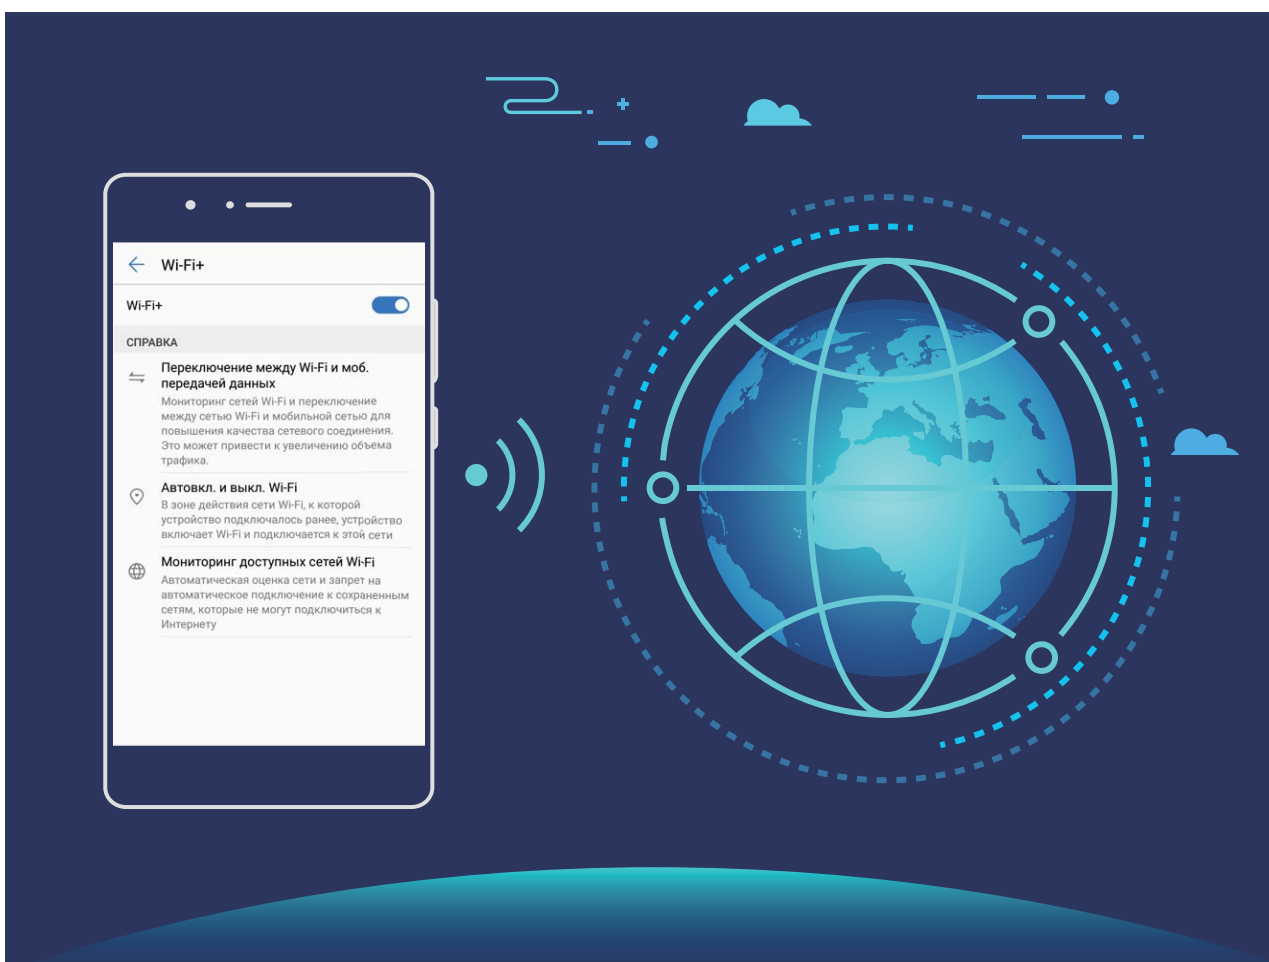 Wi-Fi+
Wi-Fi+
СПРАВКА
Переключение между Wi-Fi и моб.
передачей данных
Мониторинг сетей Wi-Fi и переключение
между сетью Wi-Fi и мобильной сетью для
повышения качества сетевого соединения.
Это может привести к увеличению объема
трафика.
Автовкл. и выкл. Wi-Fi
В зоне действия сети Wi-Fi, к которой
устройство подключалось ранее, устройство
включает Wi-Fi и подключается к этой сети
Мониторинг доступных сетей Wi-Fi
Автоматическая оценка сети и запрет на
автоматическое подключение к сохраненным
сетям, которые не могут подключиться к
Интернету